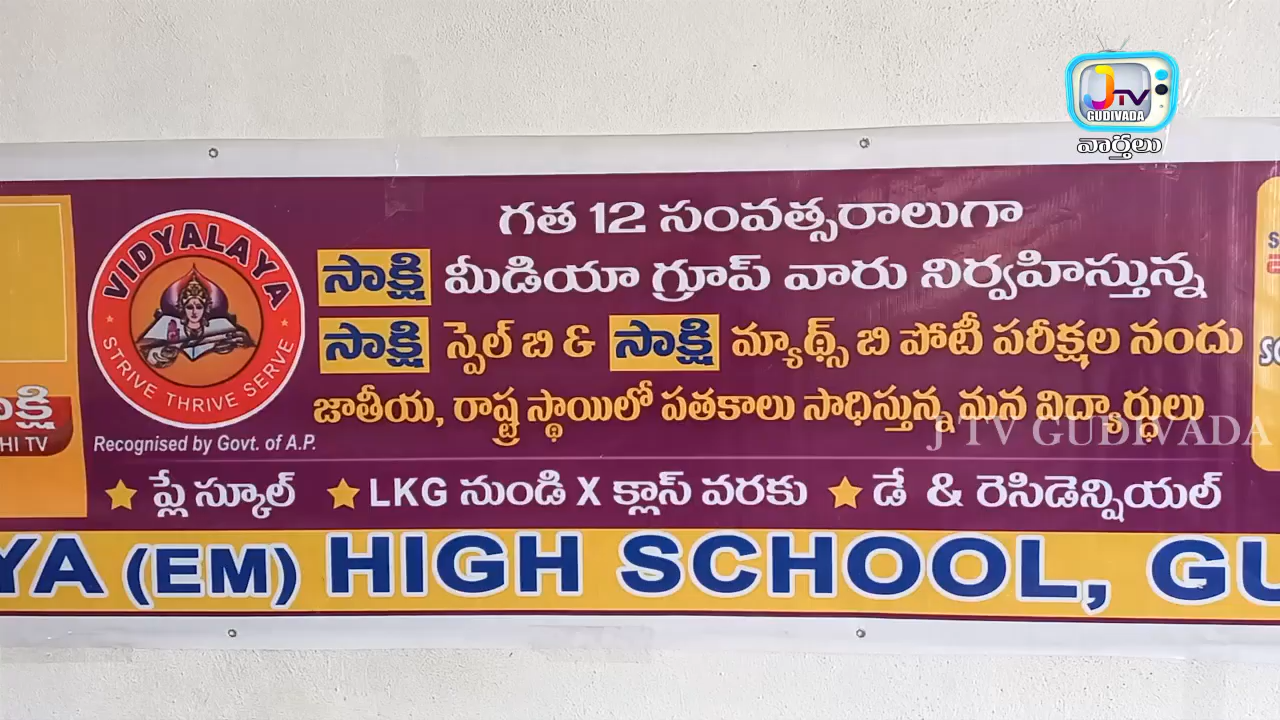 JTV
GUDIVADA
వార్తలు
గత 12 సంవత్సరాలుగా
సాక్షి మీడియా గ్రూప్ వారు నిర్వహిస్తున్న
సాక్షి స్పెల్ బి & సాక్షి మ్యాథ్స్ బి పోటీ పరీక్షల నందు
జాతీయ, రాష్ట్ర స్థాయిలో పతకాలు సాధిస్తున్న మన విద్యార్థులు
VIDYALAYA
STRIVE THRIVE SERVE
Recognised by Govt. of A.P.
HI TV
J TV GUDIVADA
ప్లే స్కూల్ LKG నుండి X క్లాస్ వరకు డే & రెసిడెన్షియల్
YA (EM) HIGH SCHOOL, GU